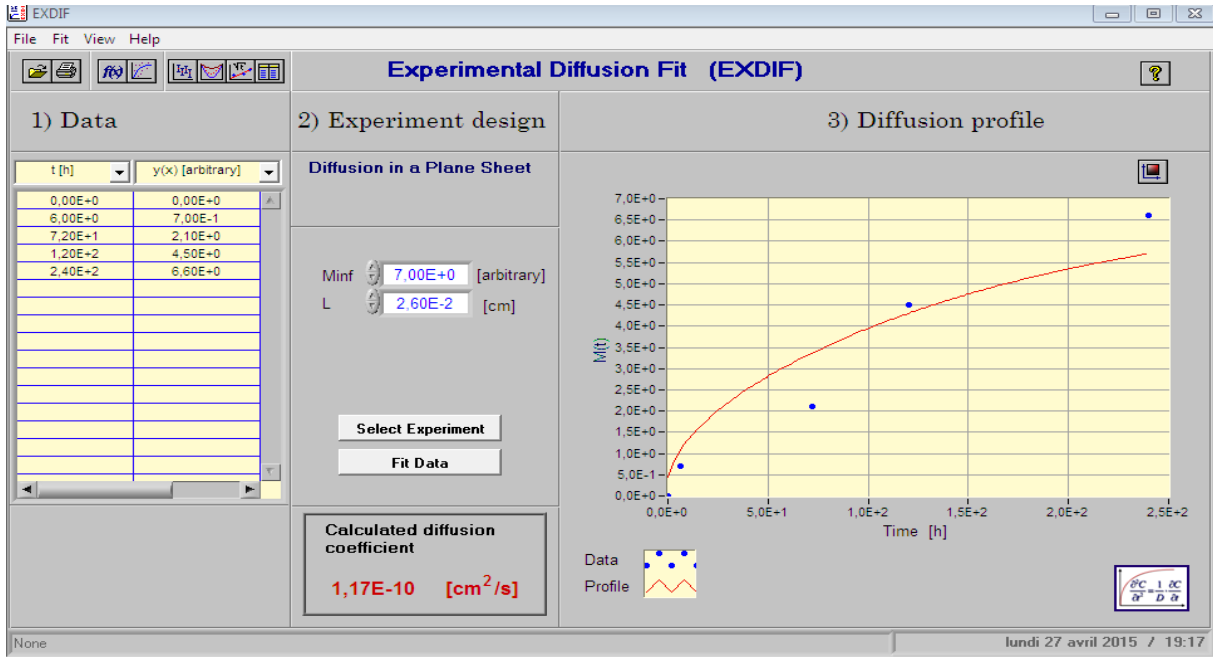 EXDIF
File Fit View Help
Experimental Diffusion Fit (EXDIF)
1) Data
2) Experiment design
3) Diffusion profile
t [h] y(x) [arbitrary]
0,00E+0 0,00E+0
6,00E+0 7,00E-1
7,20E+1 2,10E+0
1,20E+2 4,50E+0
2,40E+2 6,60E+0
Diffusion in a Plane Sheet
Minf 7,00E+0 [arbitrary]
L 2,60E-2 [cm]
Select Experiment
Fit Data
Calculated diffusion
coefficient
1,17E-10 [cm²/s]
7,0E+0
6,5E+0
6,0E+0
5,5E+0
5,0E+0
4,5E+0
4,0E+0
3,5E+0
3,0E+0
2,5E+0
2,0E+0
1,5E+0
1,0E+0
5,0E-1
0,0E+0
M(t)
0,0E+0 5,0E+1 1,0E+2 1,5E+2 2,0E+2 2,5E+2
Time [h]
Data
Profile
None
lundi 27 avril 2015 / 19:17